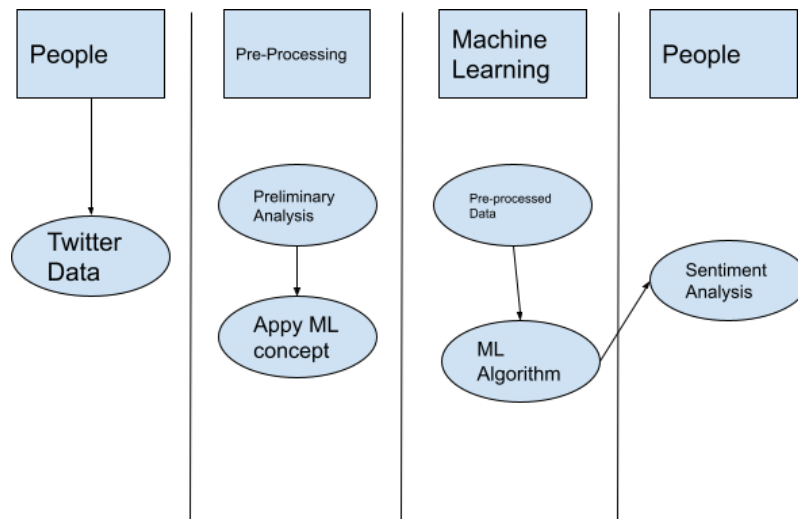 People
Pre-Processing
Machine
Learning
People
Preliminary
Analysis
Pre-processed
Data
Twitter
Data
Sentiment
Analysis
Appy ML
concept
ML
Algorithm